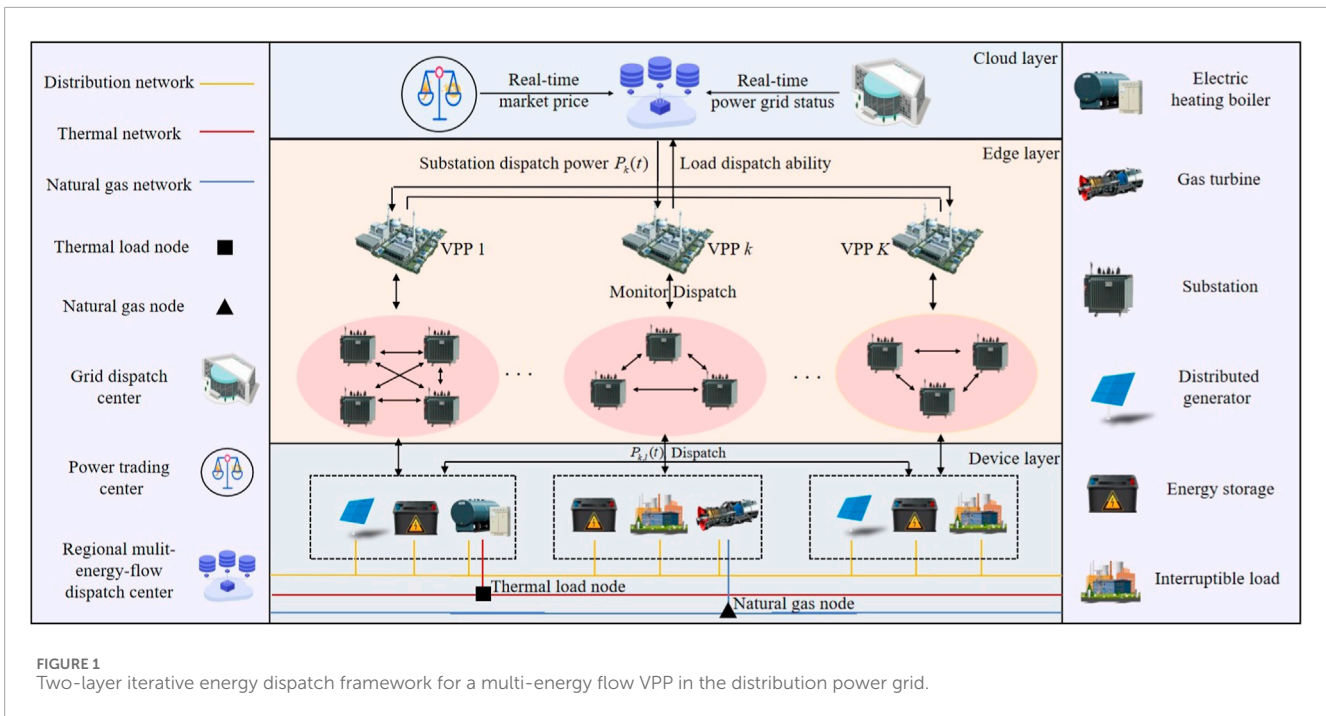 Distribution network
Thermal network
Natural gas network
Thermal load node
Natural gas node
Grid dispatch
center
Power trading
center
Regional mulit-
energy-flow
dispatch center
Cloud layer
Real-time
market price
Real-time
power grid status
Edge layer
Substation dispatch power P_k(t)
Load dispatch ability
VPP 1
VPP k
VPP K
Monitor Dispatch
. . .
. . .
Device layer
P_{k,l}(t) Dispatch
Thermal load node
Natural gas node
Electric
heating boiler
Gas turbine
Substation
Distributed
generator
Energy storage
Interruptible load
FIGURE 1
Two-layer iterative energy dispatch framework for a multi-energy flow VPP in the distribution power grid.